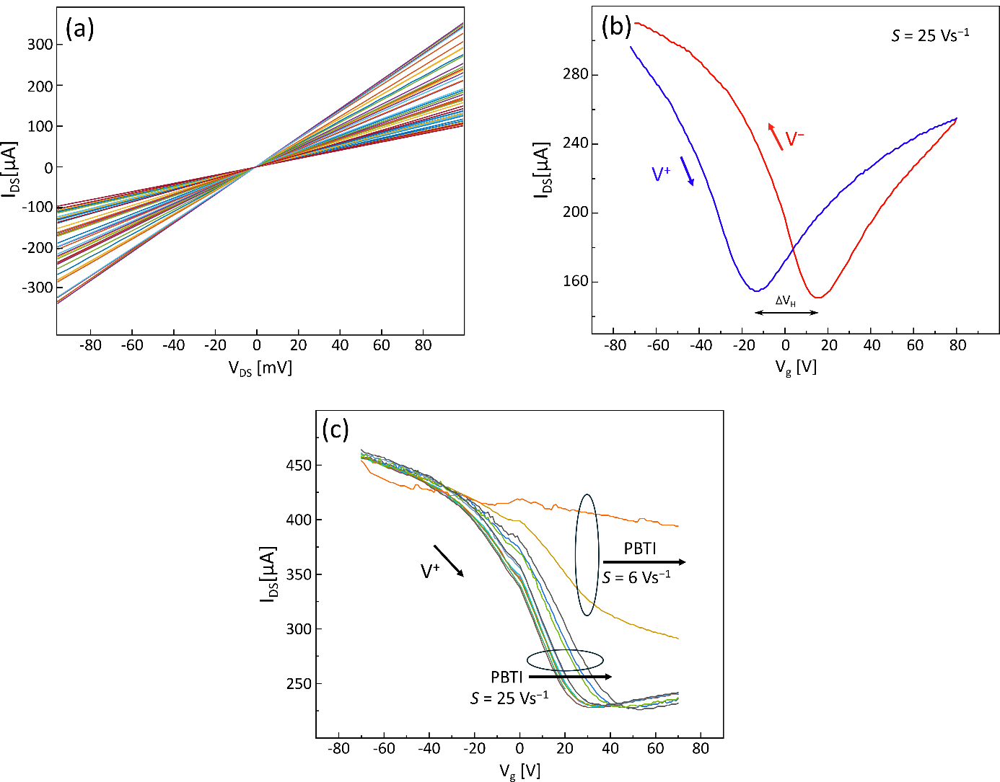 (a)
300
200
100
0
-100
-200
-300
I_DS[µA]
-80 -60 -40 -20 0 20 40 60 80
V_DS [mV]
(b)
S = 25 Vs⁻¹
280
240
200
160
I_DS[µA]
V⁻
V⁺
ΔV_H
-80 -60 -40 -20 0 20 40 60 80
V_g [V]
(c)
450
400
350
300
250
I_DS[µA]
V⁺
PBTI
S = 6 Vs⁻¹
PBTI
S = 25 Vs⁻¹
-80 -60 -40 -20 0 20 40 60 80
V_g [V]